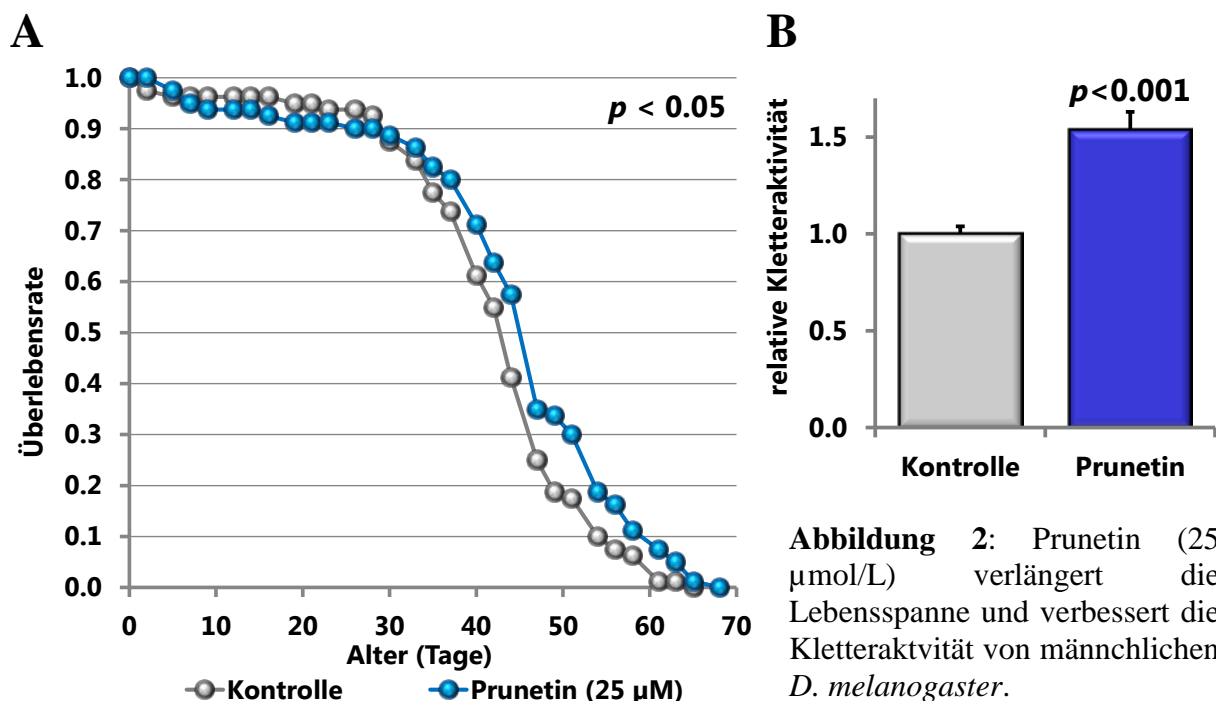 A
1.0
0.9
0.8
0.7
0.6
0.5
0.4
0.3
0.2
0.1
0.0
Überlebensrate
p < 0.05
0 10 20 30 40 50 60 70
Alter (Tage)
Kontrolle Prunetin (25 µM)
B
relative Kletteraktivität
1.5
1.0
0.5
0.0
p<0.001
Kontrolle Prunetin
Abbildung 2: Prunetin (25
µmol/L) verlängert die
Lebensspanne und verbessert die
Kletteraktvität von männchlichen
D. melanogaster.